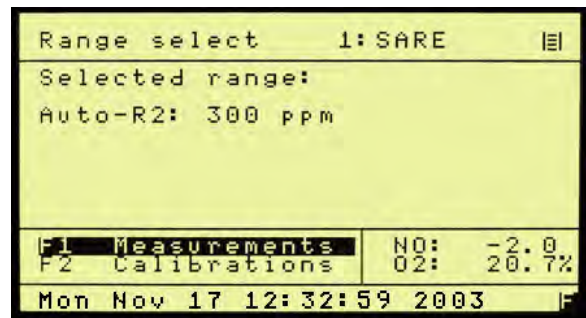 Range select 1:SARE
Selected range:
Auto-R2: 300 ppm
F1 Measurements NO: -2.0
F2 Calibrations O2: 20.7%
Mon Nov 17 12:32:59 2003 F